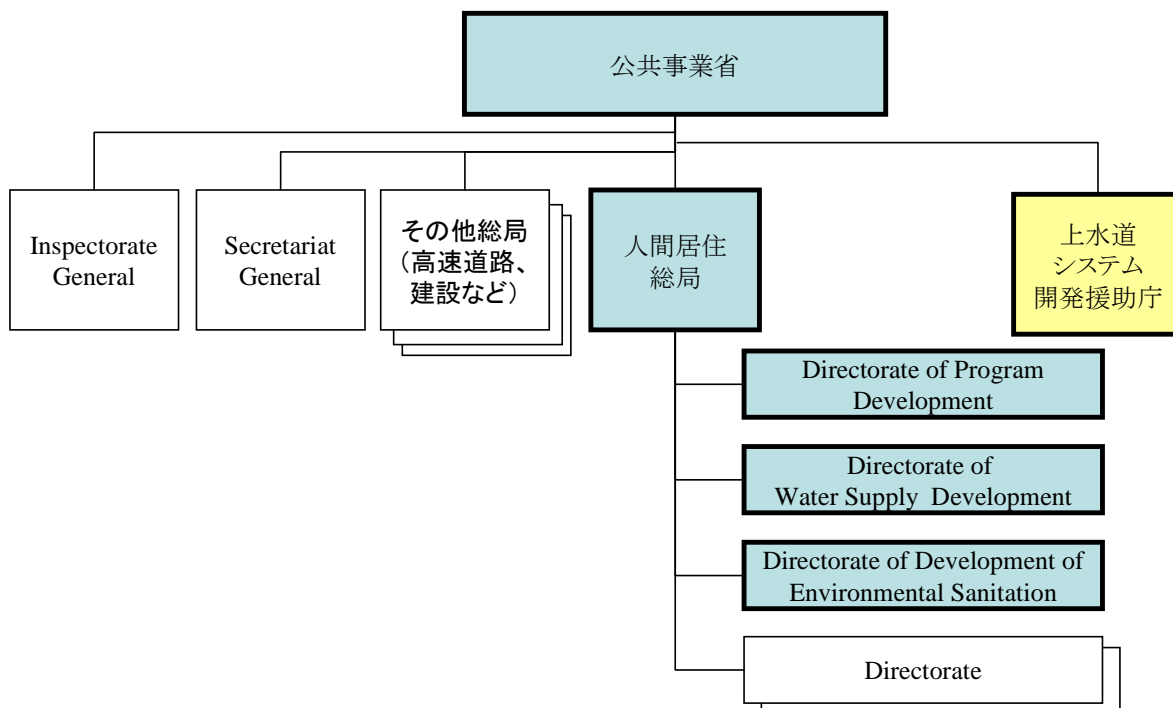 公共事業省
Inspectorate
General
Secretariat
General
その他総局
(高速道路、
建設など)
人間居住
総局
上水道
システム
開発援助庁
Directorate of Program
Development
Directorate of
Water Supply  Development
Directorate of Development of
Environmental Sanitation
Directorate